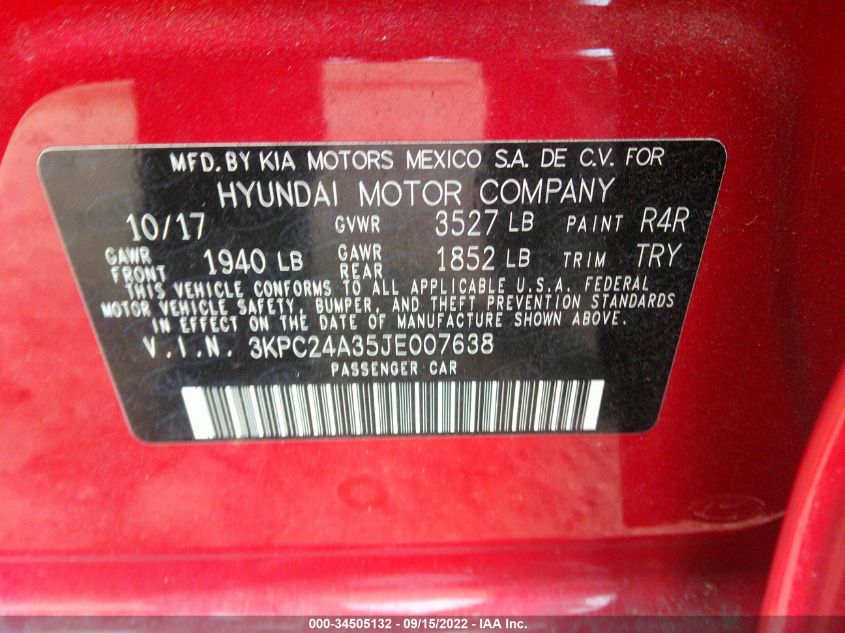 MFD. BY KIA MOTORS MEXICO S.A. DE C.V. FOR
HYUNDAI MOTOR COMPANY
10/17 GVWR 3527 LB PAINT R4R
GAWR FRONT 1940 LB GAWR REAR 1852 LB TRIM TRY
THIS VEHICLE CONFORMS TO ALL APPLICABLE U.S.A. FEDERAL
MOTOR VEHICLE SAFETY, BUMPER, AND THEFT PREVENTION STANDARDS
IN EFFECT ON THE DATE OF MANUFACTURE SHOWN ABOVE.
V.I.N. 3KPC24A35JE007638
PASSENGER CAR
000-34505132 - 09/15/2022 - IAA Inc.